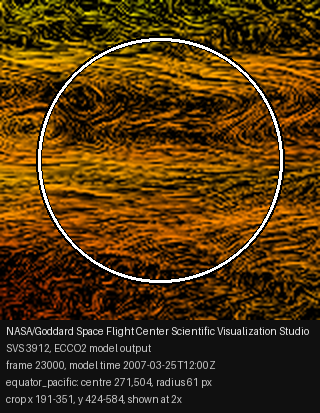 NASA/Goddard Space Flight Center Scientific Visualization Studio
SVS 3912, ECCO2 model output
frame 23000, model time 2007-03-25T12:00Z
equator_pacific: centre 271,504, radius 61 px
crop x 191-351, y 424-584, shown at 2x